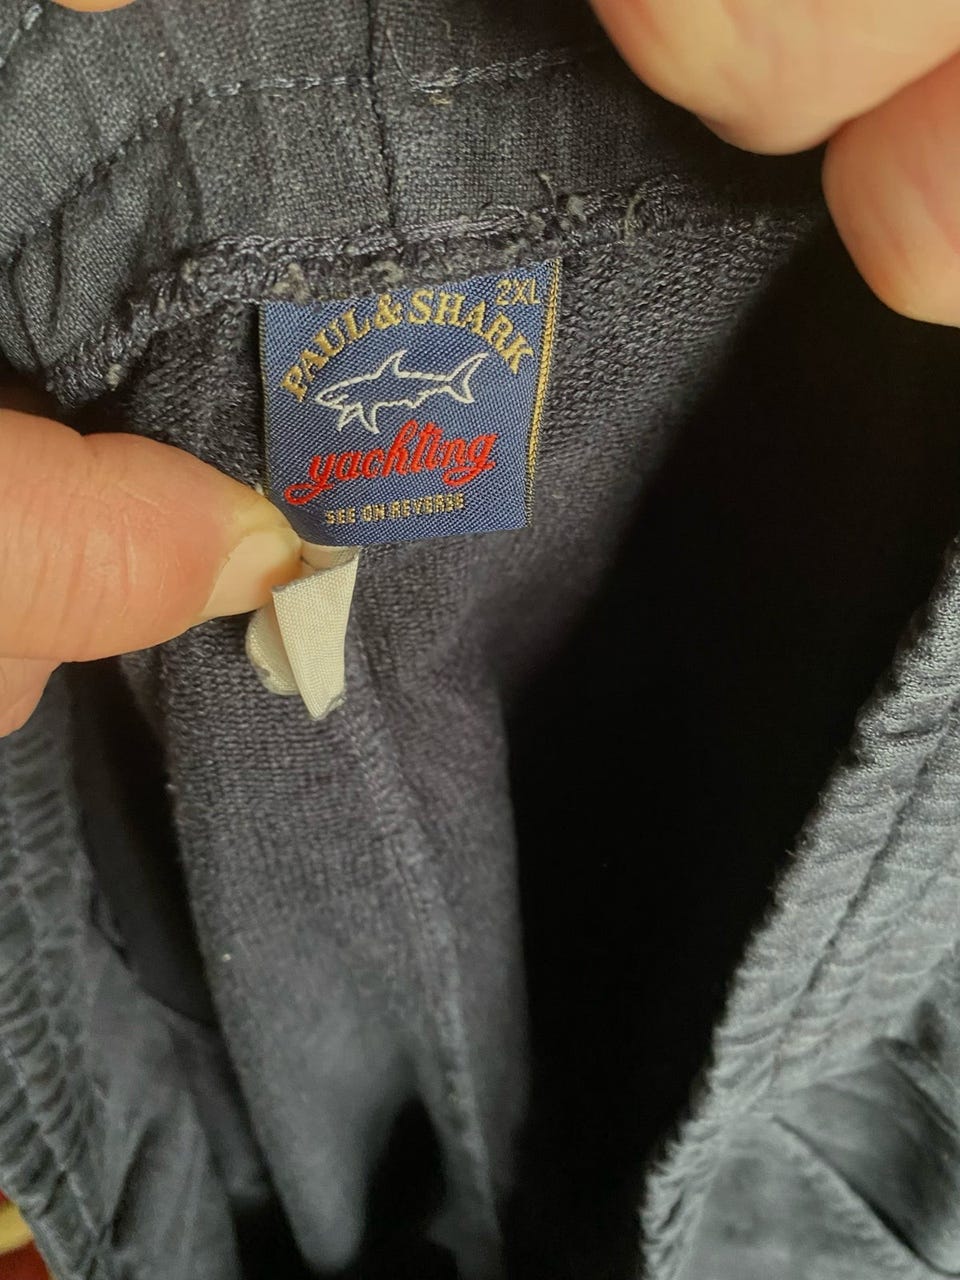 2XL
PAUL & SHARK
yachting
SEE ON REVERSE